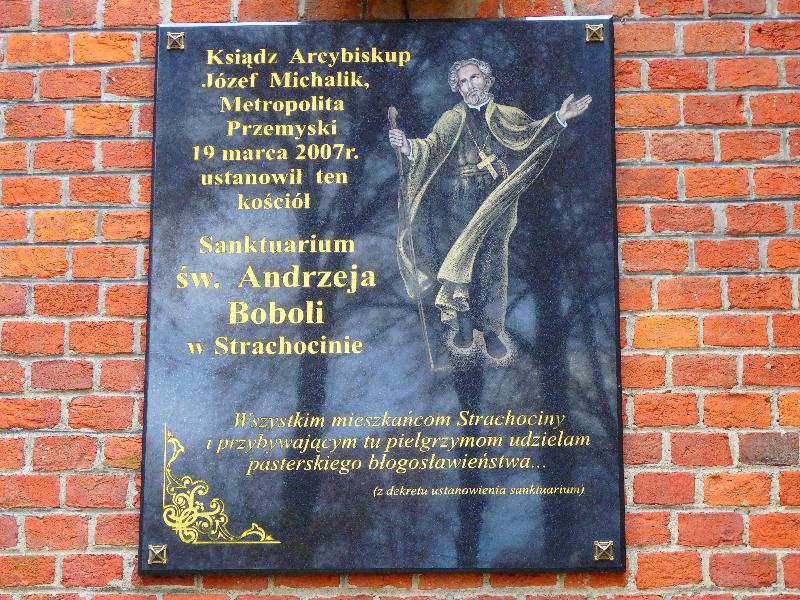 Ksiądz Arcybiskup
Józef Michalik,
Metropolita
Przemyski
19 marca 2007r.
ustanowił ten
kościół
Sanktuarium
św. Andrzeja
Boboli
w Strachocinie
Wszystkim mieszkańcom Strachociny
i przybywającym tu pielgrzymom udzielam
pasterskiego błogosławieństwa...
(z dekretu ustanowienia sanktuarium)